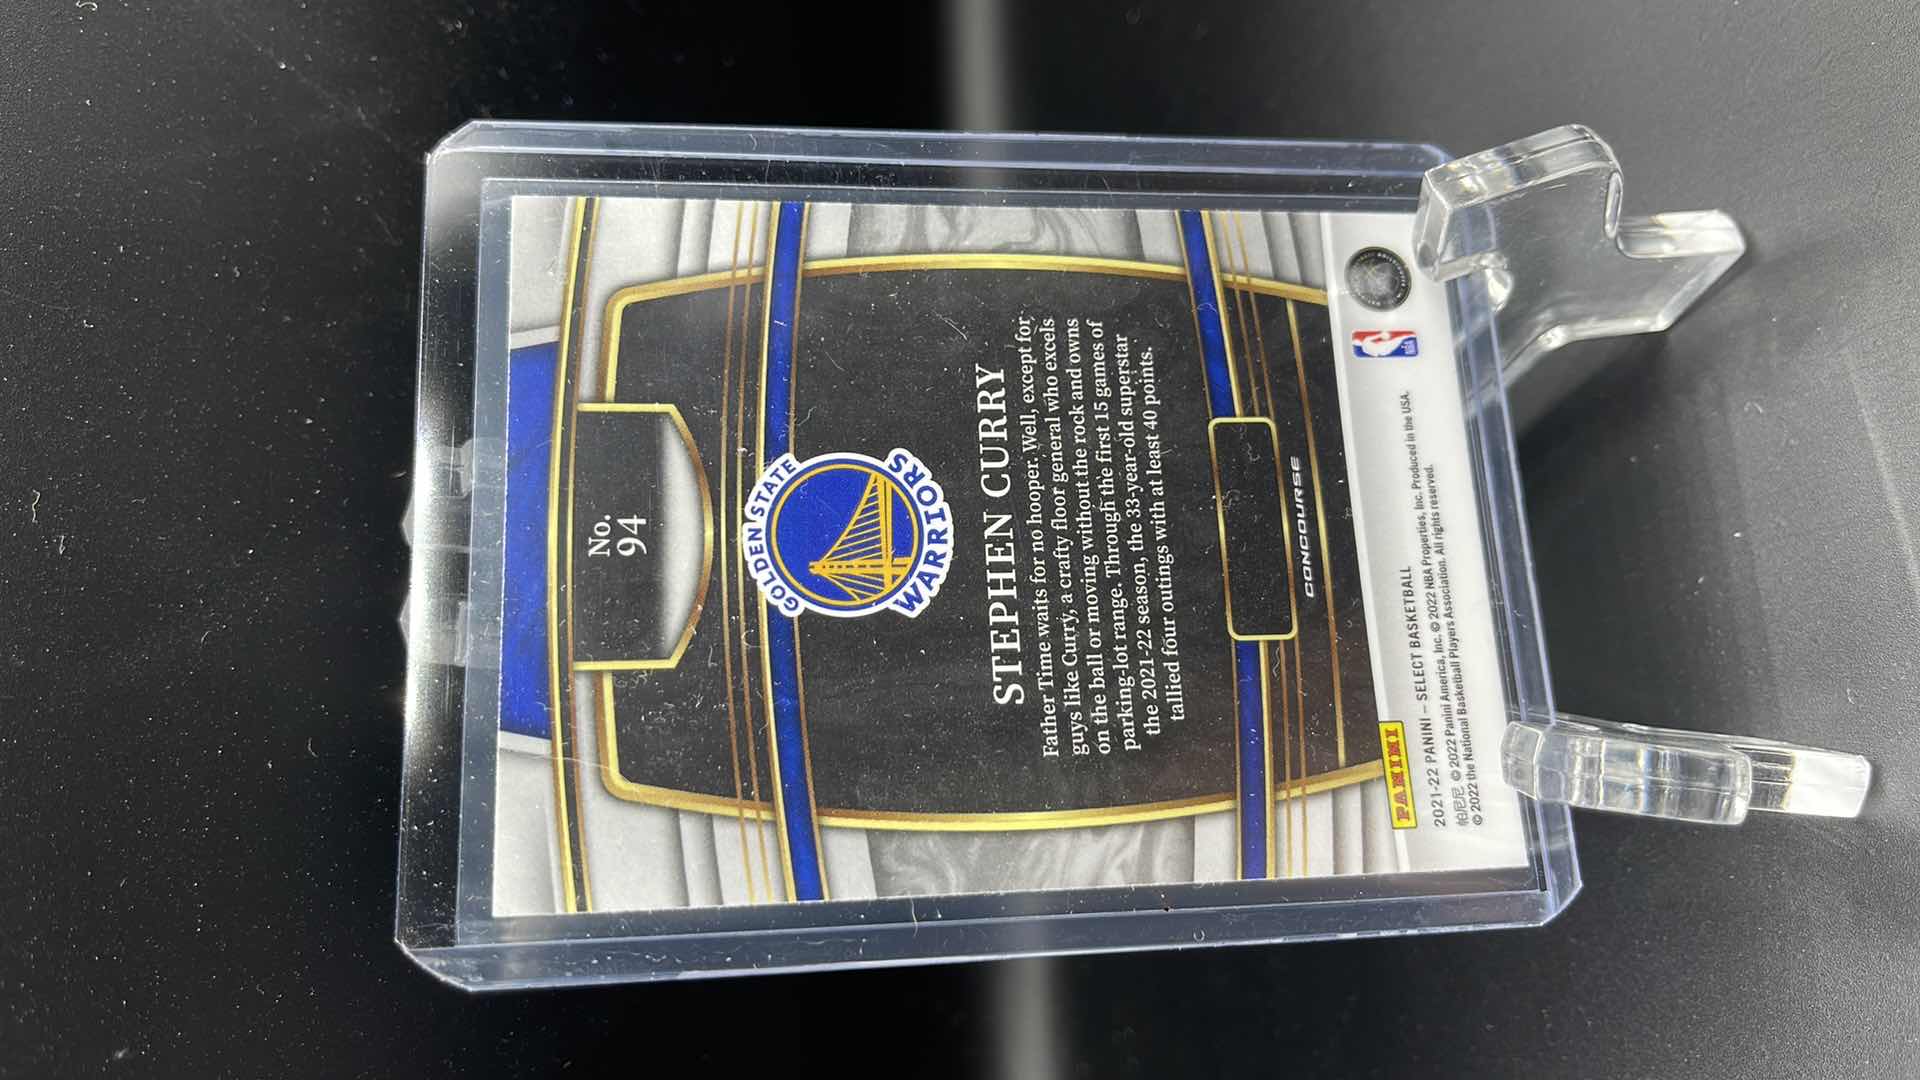 No.
94
GOLDEN STATE
WARRIORS
STEPHEN CURRY
Father Time waits for no hooper. Well, except for
guys like Curry, a crafty floor general who excels
on the ball or moving without the rock and owns
parking-lot range. Through the first 15 games of
the 2021-22 season, the 33-year-old superstar
tallied four outings with at least 40 points.
CONCOURSE
PANINI
NBA
2021-22 PANINI – SELECT BASKETBALL
帕尼尼 © 2022 Panini America, Inc. © 2022 NBA Properties, Inc. Produced in the USA.
© 2022 the National Basketball Players Association. All rights reserved.